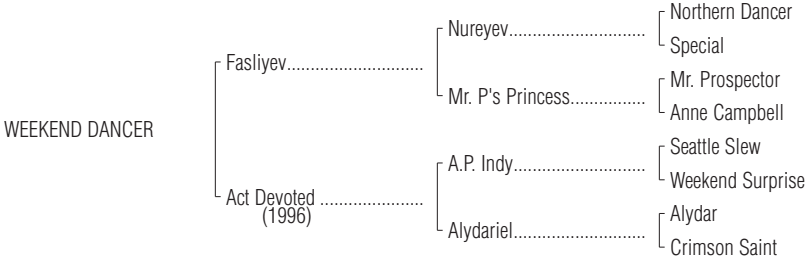 Northern Dancer
Nureyev..............................
Special
Fasliyev..............................
Mr. Prospector
Mr. P's Princess................
Anne Campbell
WEEKEND DANCER
Seattle Slew
A.P. Indy.............................
Weekend Surprise
Act Devoted .......................
(1996)
Alydar
Alydariel.............................
Crimson Saint